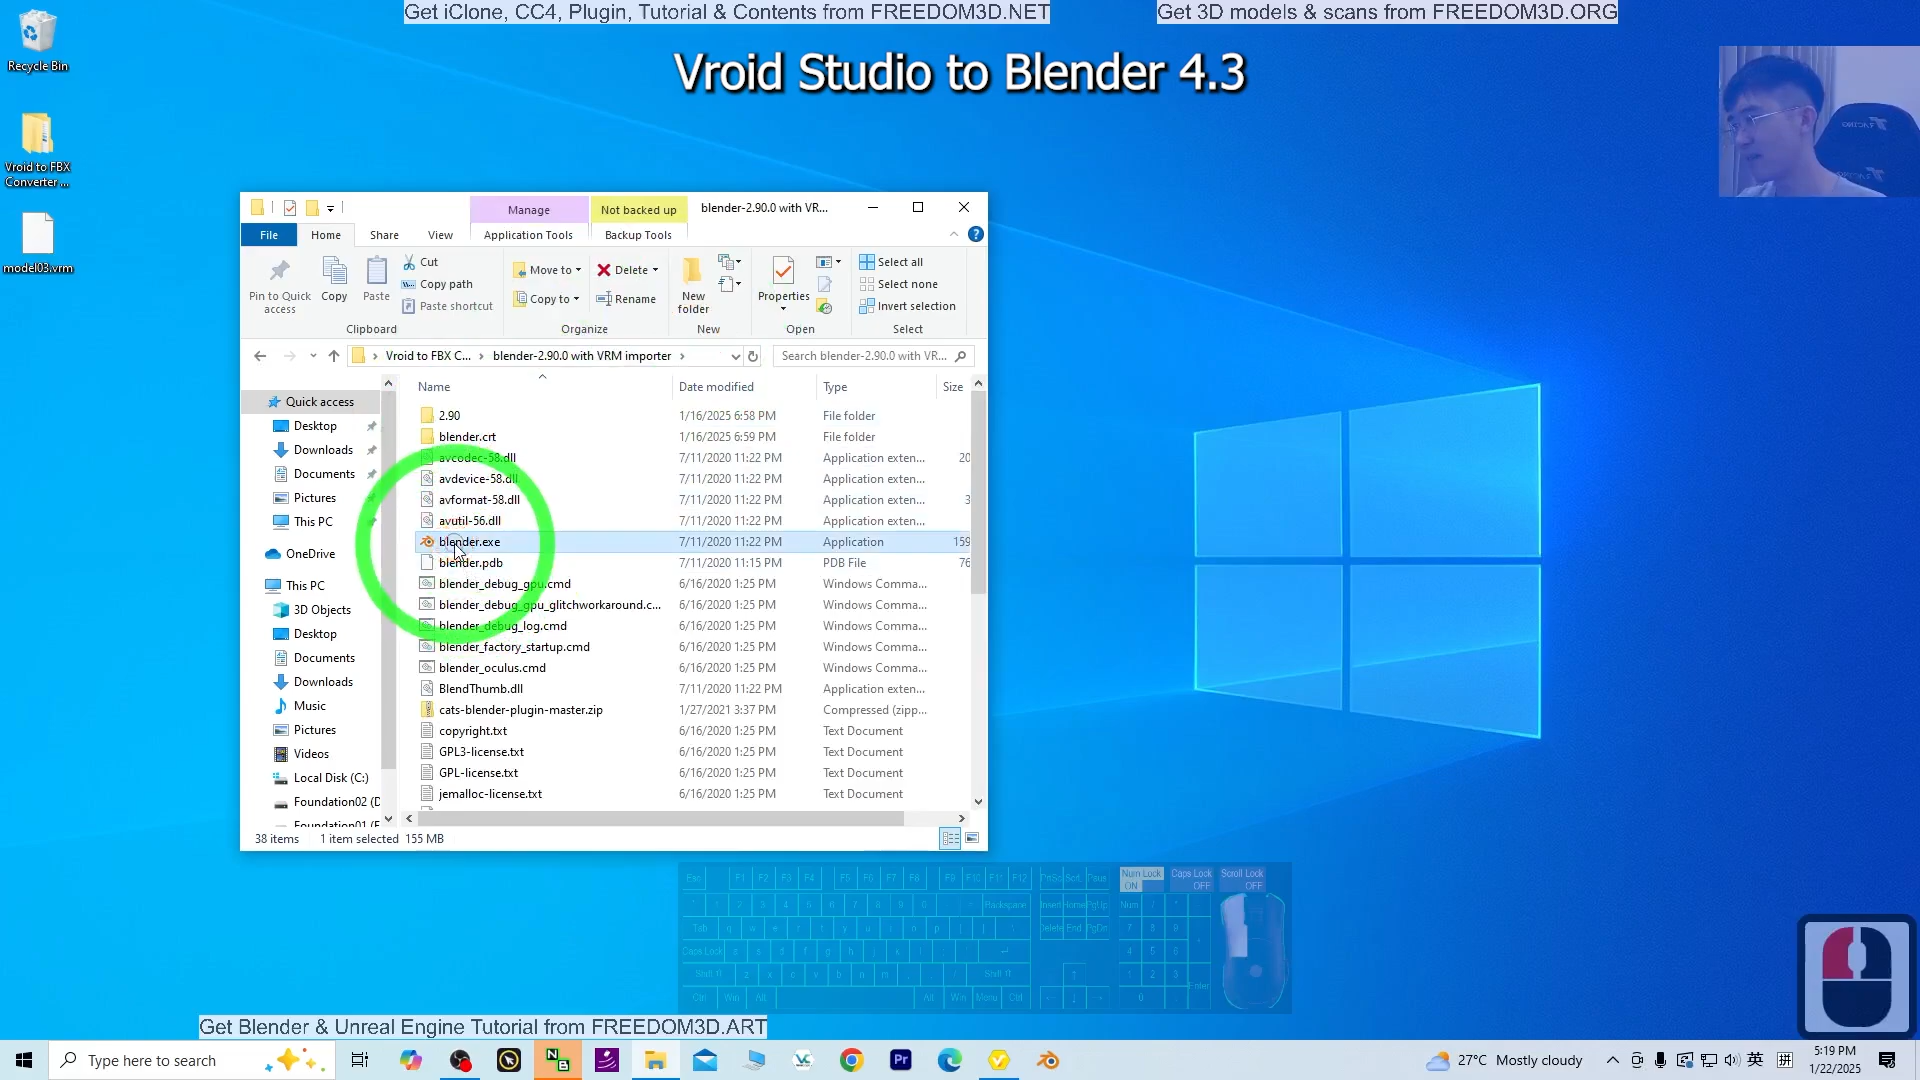 Get iClone, CC4, Plugin, Tutorial & Contents from FREEDOM3D.NET
Get 3D models & scans from FREEDOM3D.ORG
Vroid Studio to Blender 4.3
Recycle Bin
Vroid to FBX
Converter ...
model03.vrm
Manage
Not backed up
blender-2.90.0 with VR...
File
Home
Share
View
Application Tools
Backup Tools
Pin to Quick
access
Copy
Paste
Cut
Copy path
Paste shortcut
Move to
Copy to
Delete
Rename
New
folder
Properties
Select all
Select none
Invert selection
Clipboard
Organize
New
Open
Select
Vroid to FBX C...
blender-2.90.0 with VRM importer
Search blender-2.90.0 with VR...
Name
Date modified
Type
Size
Quick access
Desktop
Downloads
Documents
Pictures
This PC
OneDrive
This PC
3D Objects
Desktop
Documents
Downloads
Music
Pictures
Videos
Local Disk (C:)
Foundation02 (D
Foundation01 (F
2.90 1/16/2025 6:58 PM File folder
blender.crt 1/16/2025 6:59 PM File folder
avcodec-58.dll 7/11/2020 11:22 PM Application exten... 20
avdevice-58.dll 7/11/2020 11:22 PM Application exten...
avformat-58.dll 7/11/2020 11:22 PM Application exten... 3
avutil-56.dll 7/11/2020 11:22 PM Application exten...
blender.exe 7/11/2020 11:22 PM Application 159
blender.pdb 7/11/2020 11:15 PM PDB File 76
blender_debug_gpu.cmd 6/16/2020 1:25 PM Windows Comma...
blender_debug_gpu_glitchworkaround.c... 6/16/2020 1:25 PM Windows Comma...
blender_debug_log.cmd 6/16/2020 1:25 PM Windows Comma...
blender_factory_startup.cmd 6/16/2020 1:25 PM Windows Comma...
blender_oculus.cmd 6/16/2020 1:25 PM Windows Comma...
BlendThumb.dll 7/11/2020 11:22 PM Application exten...
cats-blender-plugin-master.zip 1/27/2021 3:37 PM Compressed (zipp...
copyright.txt 6/16/2020 1:25 PM Text Document
GPL3-license.txt 6/16/2020 1:25 PM Text Document
GPL-license.txt 6/16/2020 1:25 PM Text Document
jemalloc-license.txt 6/16/2020 1:25 PM Text Document
38 items 1 item selected 155 MB
Num Lock
ON
Caps Lock
OFF
Scroll Lock
OFF
Get Blender & Unreal Engine Tutorial from FREEDOM3D.ART
Type here to search
27°C Mostly cloudy
英
拼
5:19 PM
1/22/2025